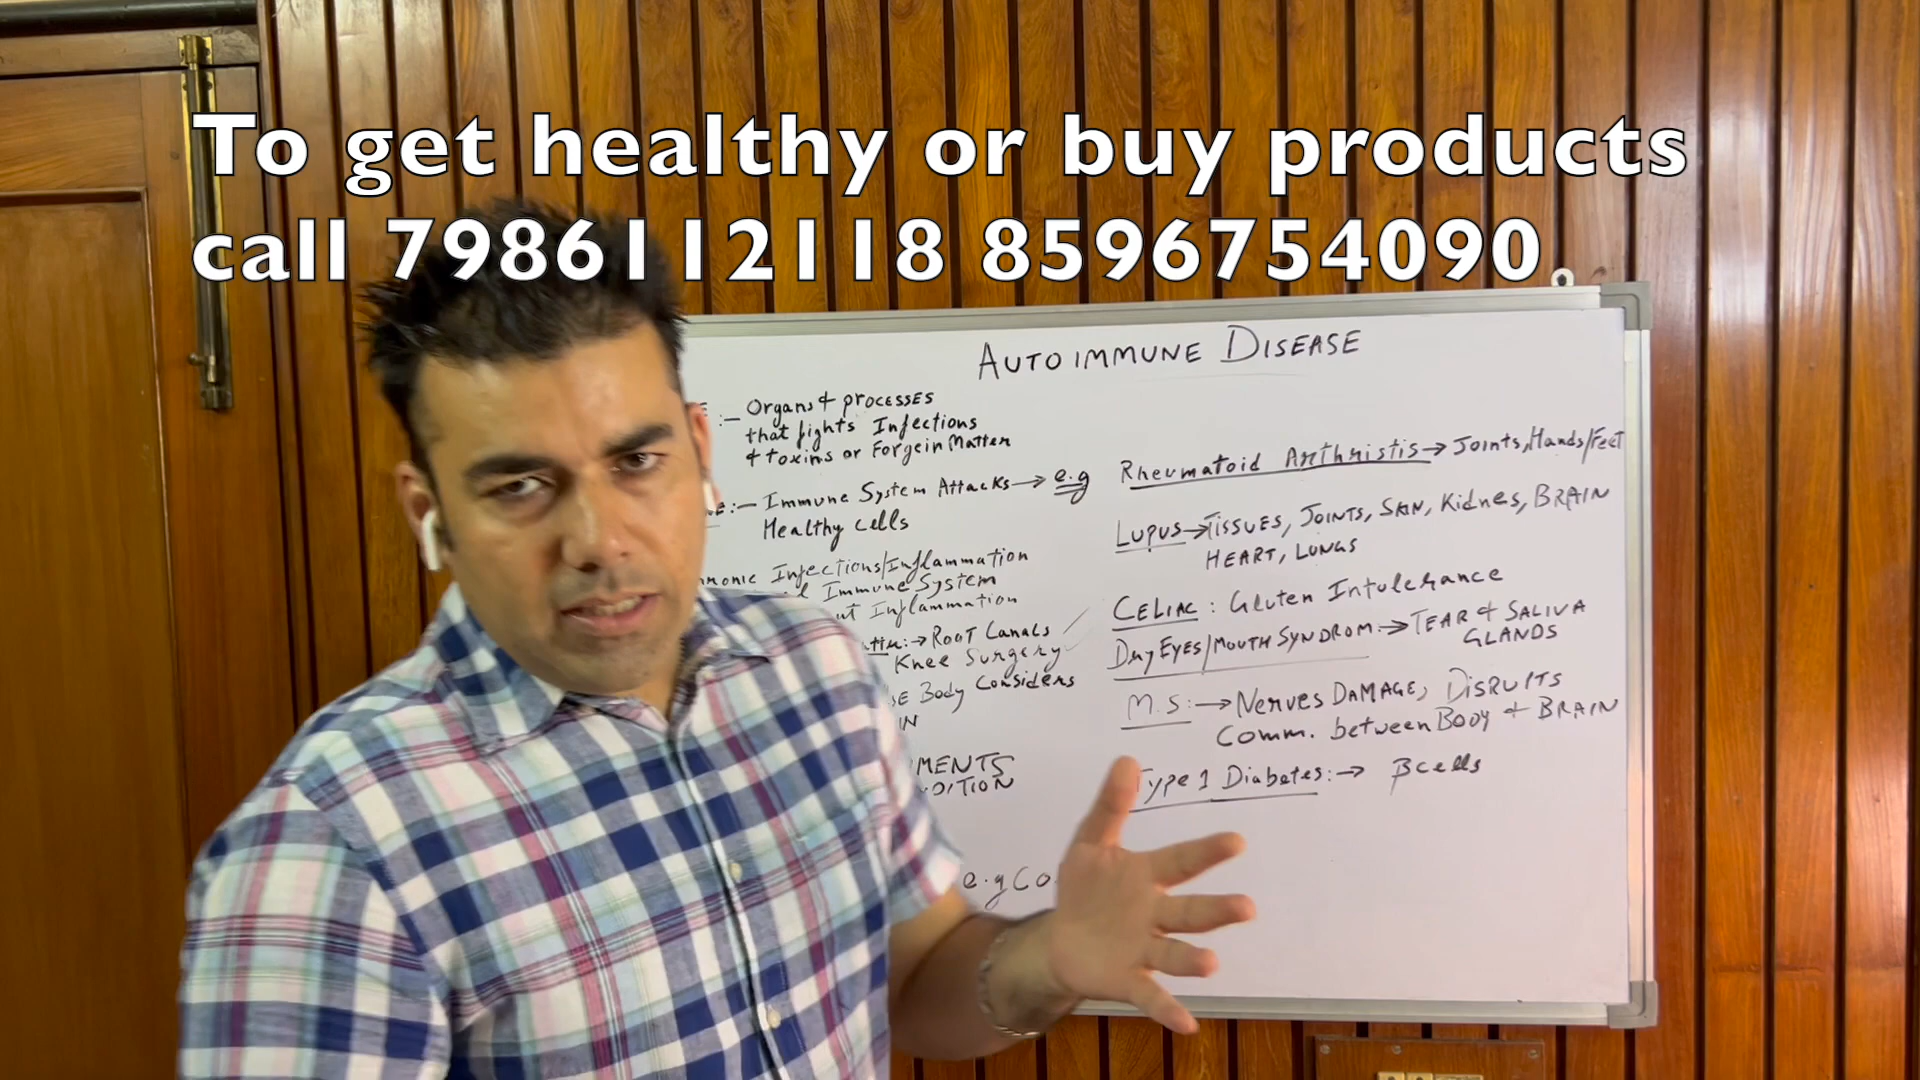 To get healthy or buy products
call 7986112118 8596754090
AUTOIMMUNE DISEASE
:- Organs & PROCESSES
that fights Infections
& toxins or Forgein Matter
:- Immune System Attacks → e.g
Healthy Cells
Infections/Inflammation
Immune System
Inflammation
:→ ROOT Canals
Knee Surgery
Body Considers
e.g Co
Rheumatoid Arthristis → Joints, Hands/Feet
LUPUS → TISSUES, JOINTS, SKIN, Kidnes, BRAIN
HEART, LUNGS
CELIAC : Gluten Intolerance
Dry EYES/MOUTH SYNDROM :→ TEAR & SALIVA
GLANDS
M.S :→ Nerves DAMAGE, DISRUPTS
Comm. between Body & BRAIN
Type 1 Diabetes :→ β cells